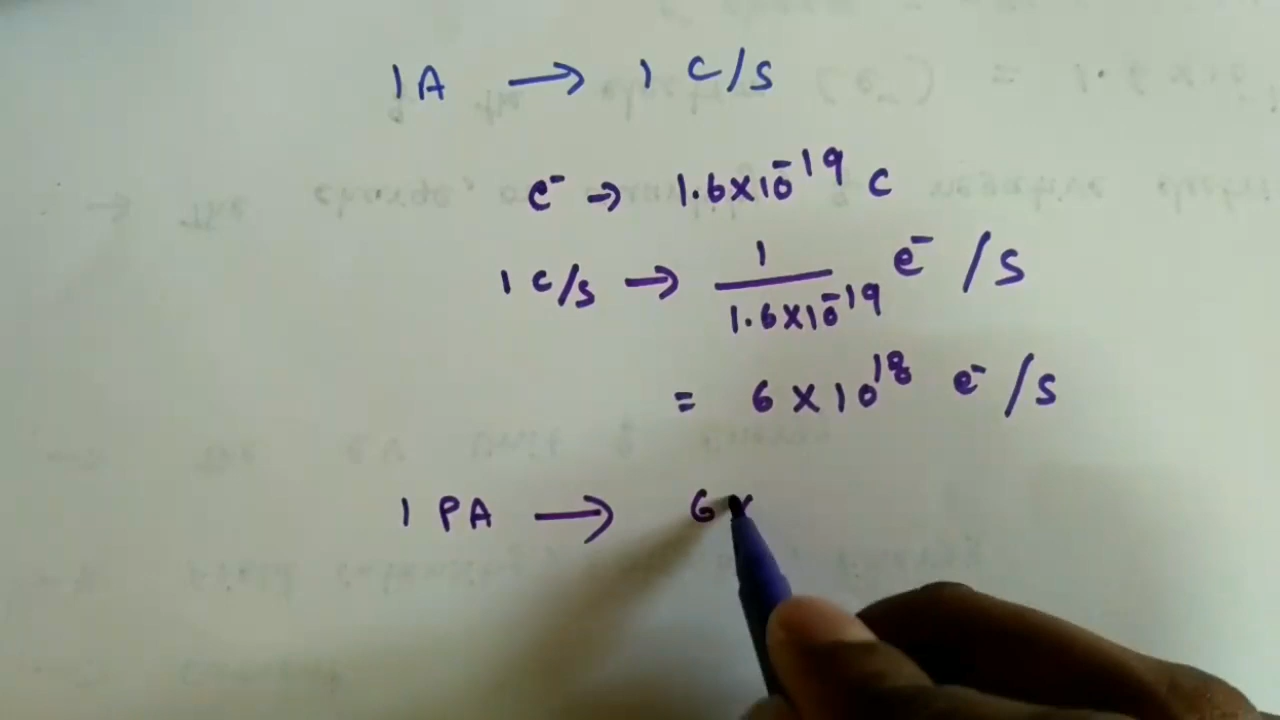 1A → 1 C/S
e⁻ → 1.6×10⁻¹⁹ C
1 C/S → 1/1.6×10⁻¹⁹ e⁻/S
= 6×10¹⁸ e⁻/S
1 PA → 6×